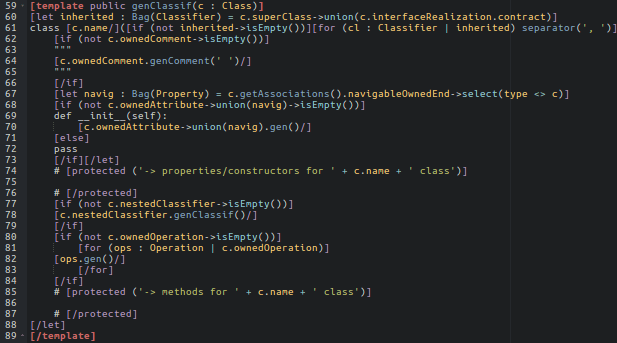 59 [template public genClassif(c : Class)]
60 [let inherited : Bag(Classifier) = c.superClass->union(c.interfaceRealization.contract)]
61 class [c.name/]([if (not inherited->isEmpty())][for (cl : Classifier | inherited) separator(', ')]
62     [if (not c.ownedComment->isEmpty())]
63     """
64     [c.ownedComment.genComment(' ')/]
65     """
66     [/if]
67     [let navig : Bag(Property) = c.getAssociations().navigableOwnedEnd->select(type <> c)]
68     [if (not c.ownedAttribute->union(navig)->isEmpty())]
69     def __init__(self):
70         [c.ownedAttribute->union(navig).gen()/]
71     [else]
72     pass
73     [/if][/let]
74     # [protected ('-> properties/constructors for ' + c.name + ' class')]
75
76     # [/protected]
77     [if (not c.nestedClassifier->isEmpty())]
78     [c.nestedClassifier.genClassif()/]
79     [/if]
80     [if (not c.ownedOperation->isEmpty())]
81         [for (ops : Operation | c.ownedOperation)]
82     [ops.gen()/]
83         [/for]
84     [/if]
85     # [protected ('-> methods for ' + c.name + ' class')]
86
87     # [/protected]
88 [/let]
89 [/template]